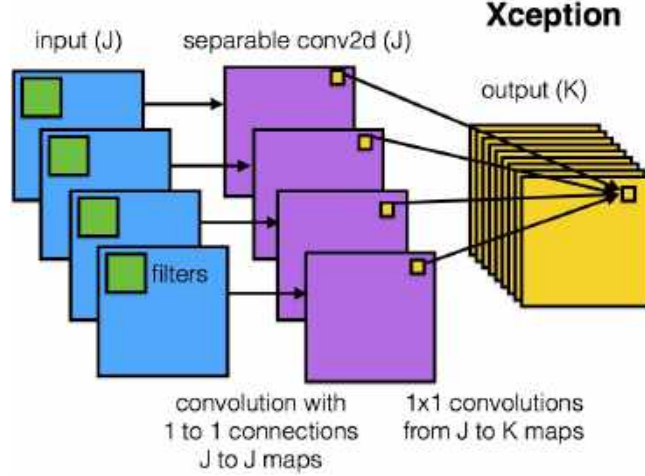 Xception
input (J)
separable conv2d (J)
output (K)
filters
convolution with
1 to 1 connections
J to J maps
1x1 convolutions
from J to K maps